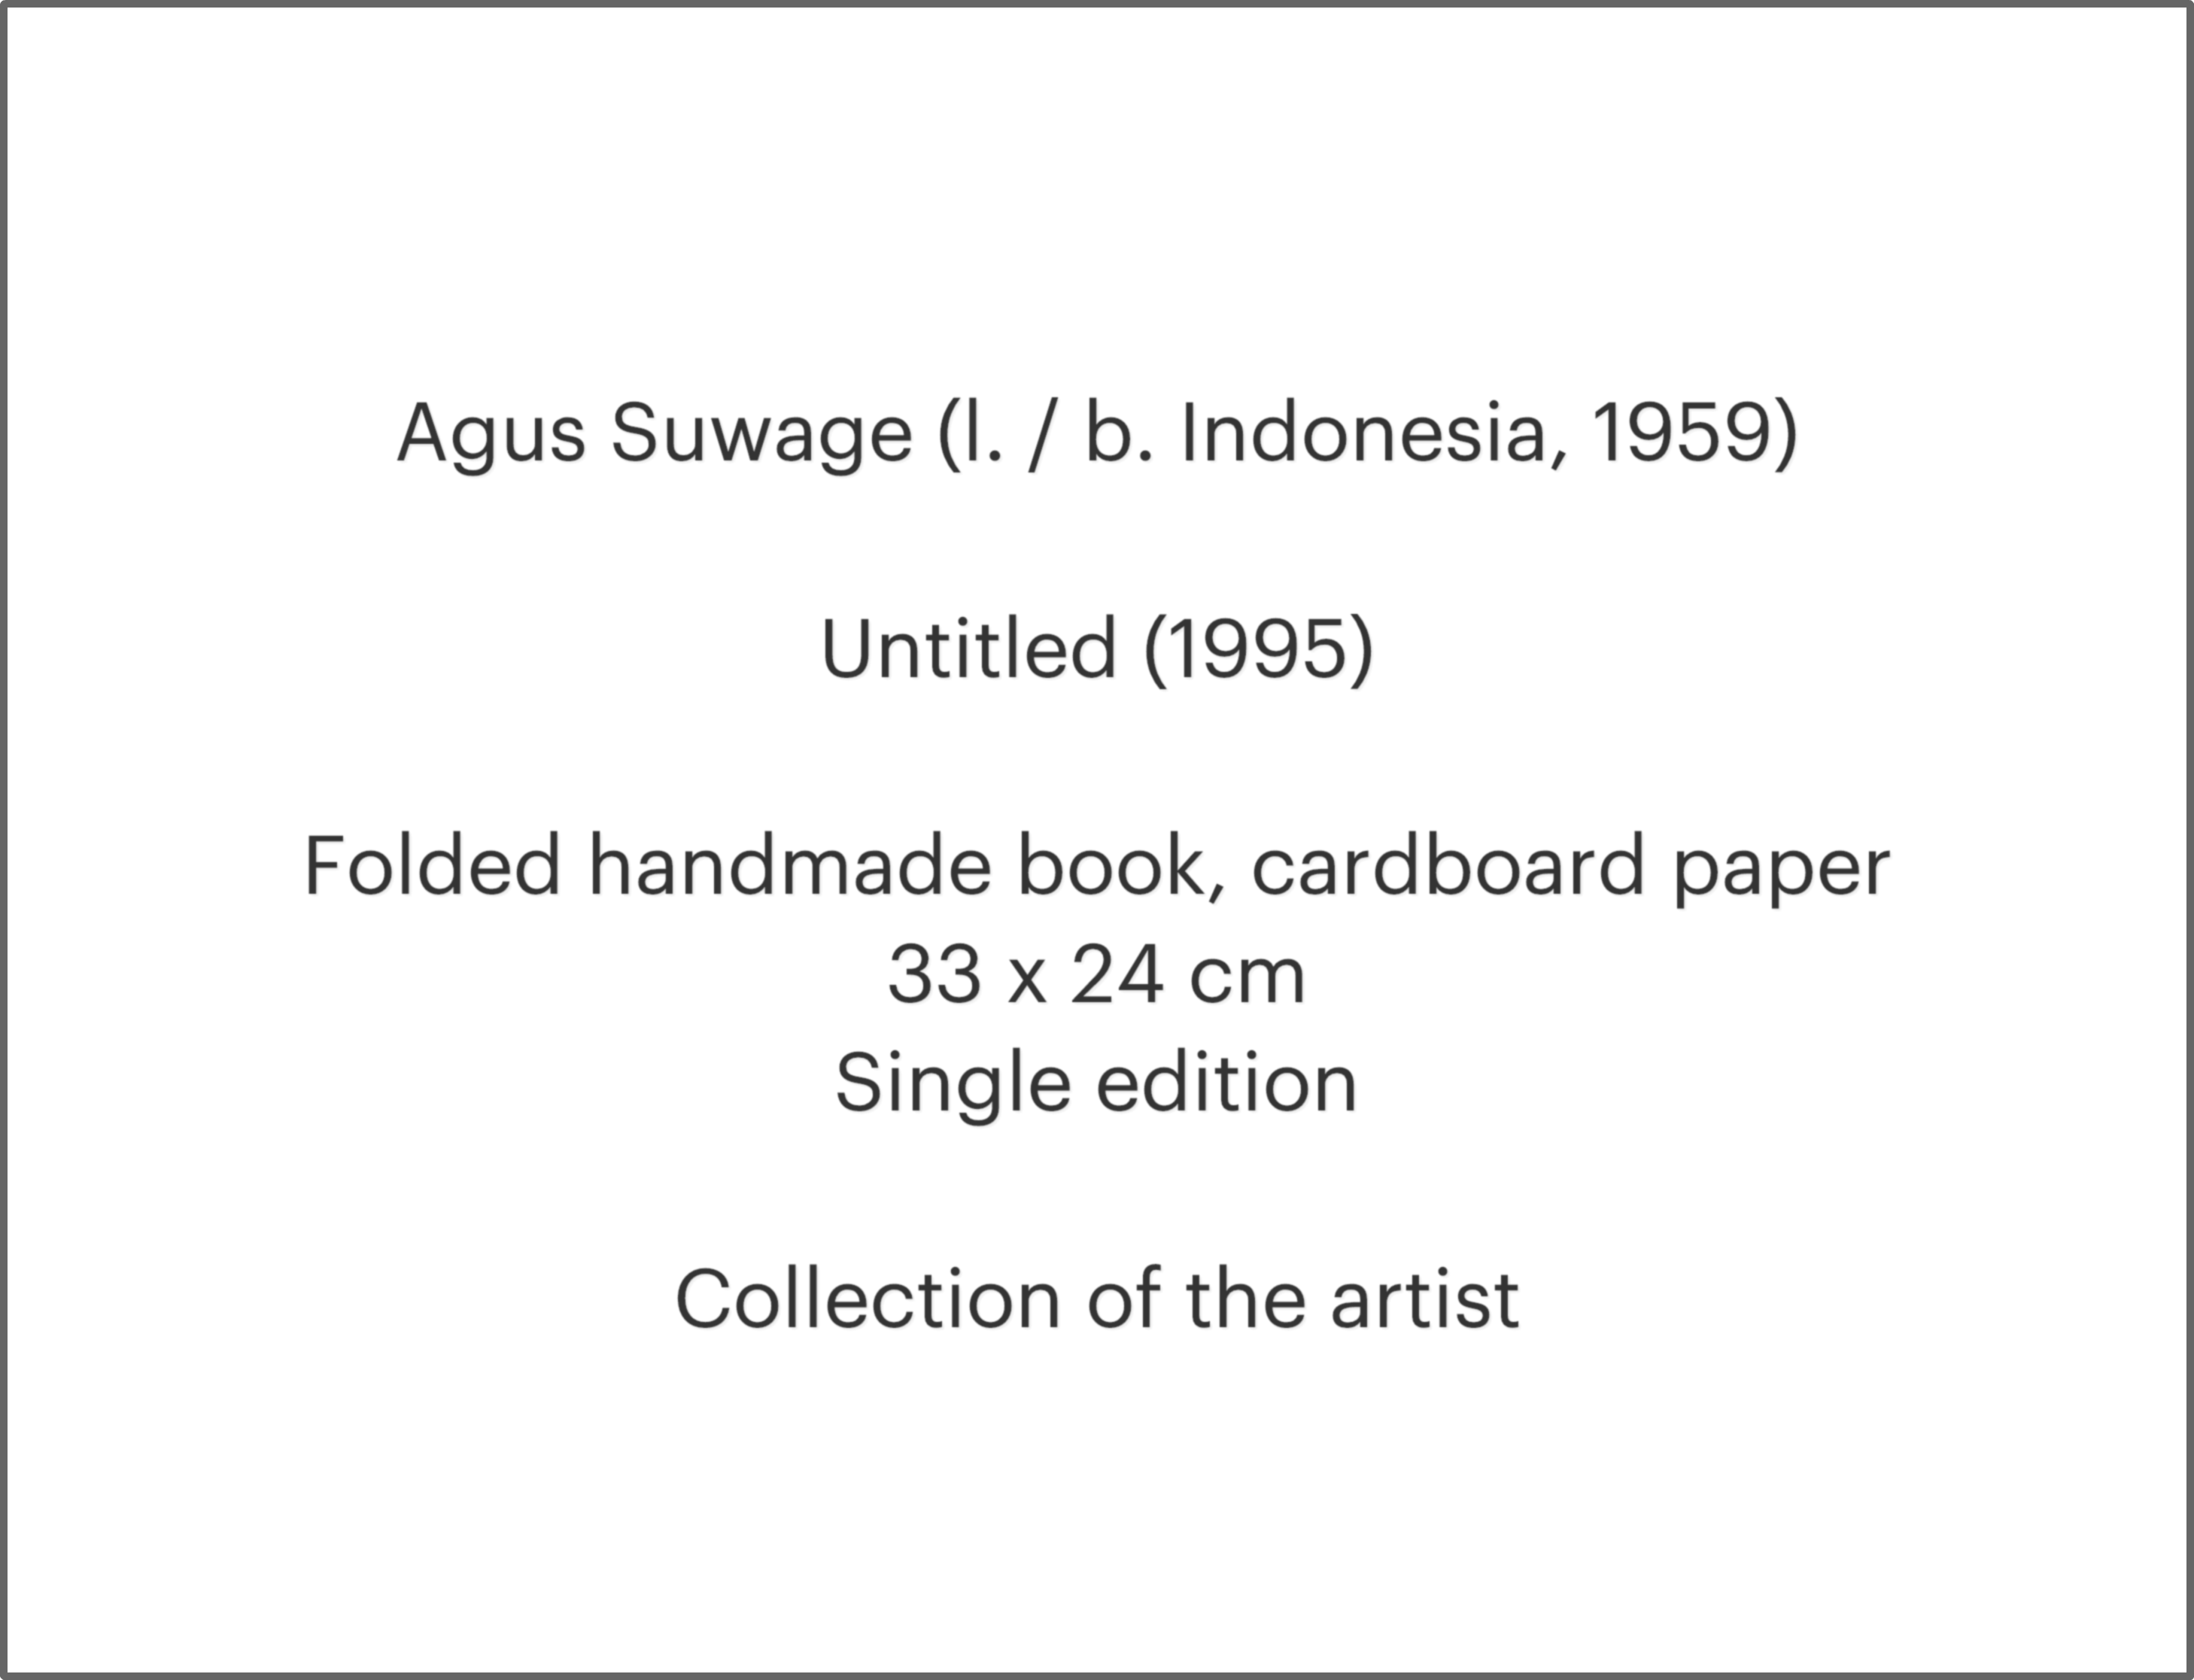 Agus Suwage (l. / b. Indonesia, 1959)
Untitled (1995)
Folded handmade book, cardboard paper
33 x 24 cm
Single edition
Collection of the artist